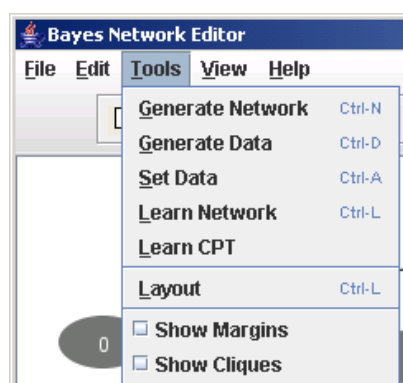 Bayes Network Editor
File Edit Tools View Help
Generate Network Ctrl-N
Generate Data Ctrl-D
Set Data Ctrl-A
Learn Network Ctrl-L
Learn CPT
Layout Ctrl-L
0
Show Margins
Show Cliques